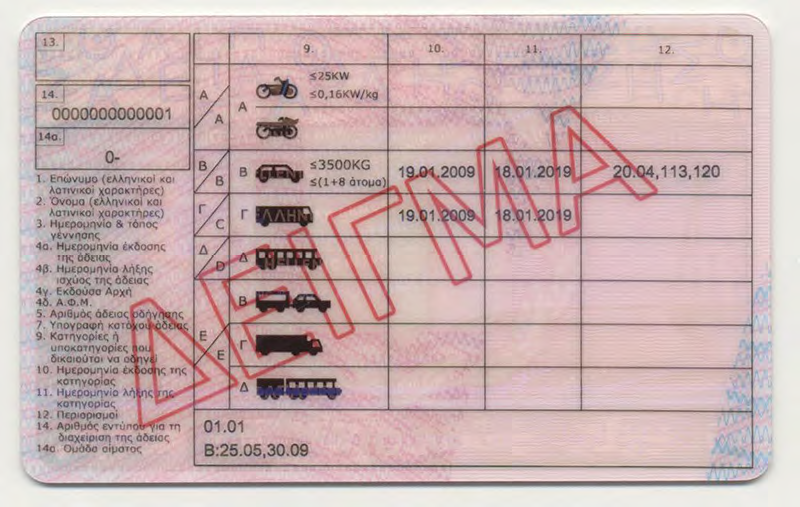 13.
14.
0000000000001
14α.
0-
1. Επώνυμο (ελληνικοί και
λατινικοί χαρακτήρες)
2. Όνομα (ελληνικοί και
λατινικοί χαρακτήρες)
3. Ημερομηνία & τόπος
γέννησης
4α. Ημερομηνία έκδοσης
της άδειας
4β. Ημερομηνία λήξης
ισχύος της άδειας
4γ. Εκδούσα Αρχή
4δ. Α.Φ.Μ.
5. Αριθμός άδειας οδήγησης
7. Υπογραφή κατόχου άδειας
9. Κατηγορίες ή
υποκατηγορίες που
δικαιούται να οδηγεί
10. Ημερομηνία έκδοσης της
κατηγορίας
11. Ημερομηνία λήξης της
κατηγορίας
12. Περιορισμοί
14. Αριθμός εντύπου για τη
διαχείριση της άδειας
14α. Ομάδα αίματος
9. 10. 11. 12.
Α A Α ≤25KW
≤0,16KW/kg
Β B Β ≤3500KG 19.01.2009 18.01.2019 20.04,113,120
≤(1+8 άτομα)
Γ C Γ 19.01.2009 18.01.2019
Δ D Δ
Ε E Β
Γ
Δ
01.01
B:25.05,30.09
ΔΕΙΓΜΑ